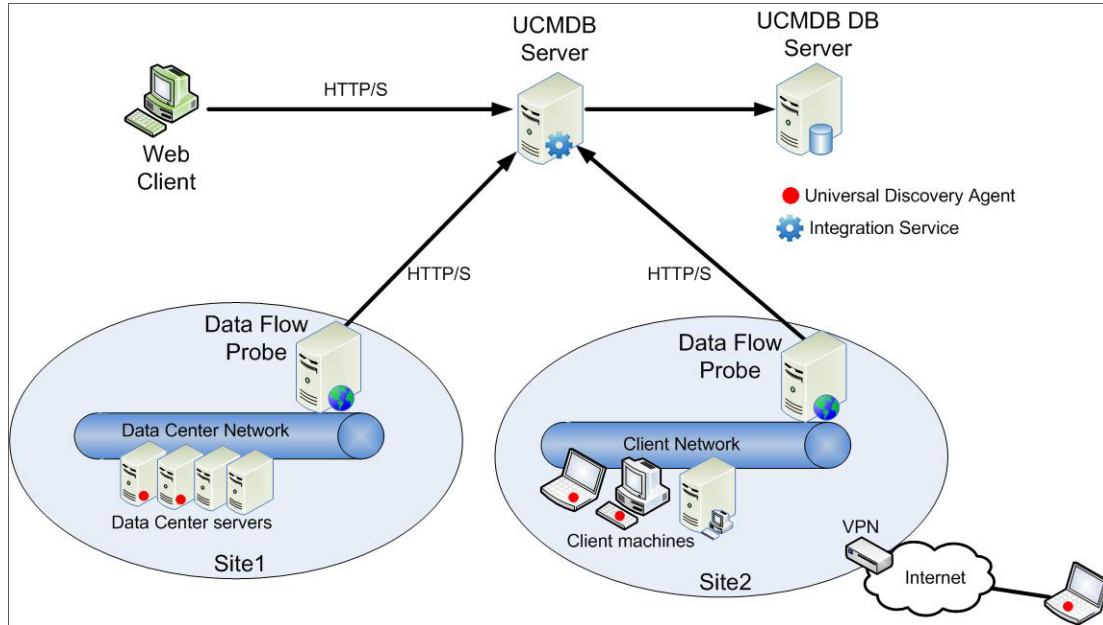 UCMDB
Server
UCMDB DB
Server
HTTP/S
Web
Client
Universal Discovery Agent
Integration Service
HTTP/S
HTTP/S
Data Flow
Probe
Data Flow
Probe
Data Center Network
Client Network
Data Center servers
Client machines
Site1
Site2
VPN
Internet